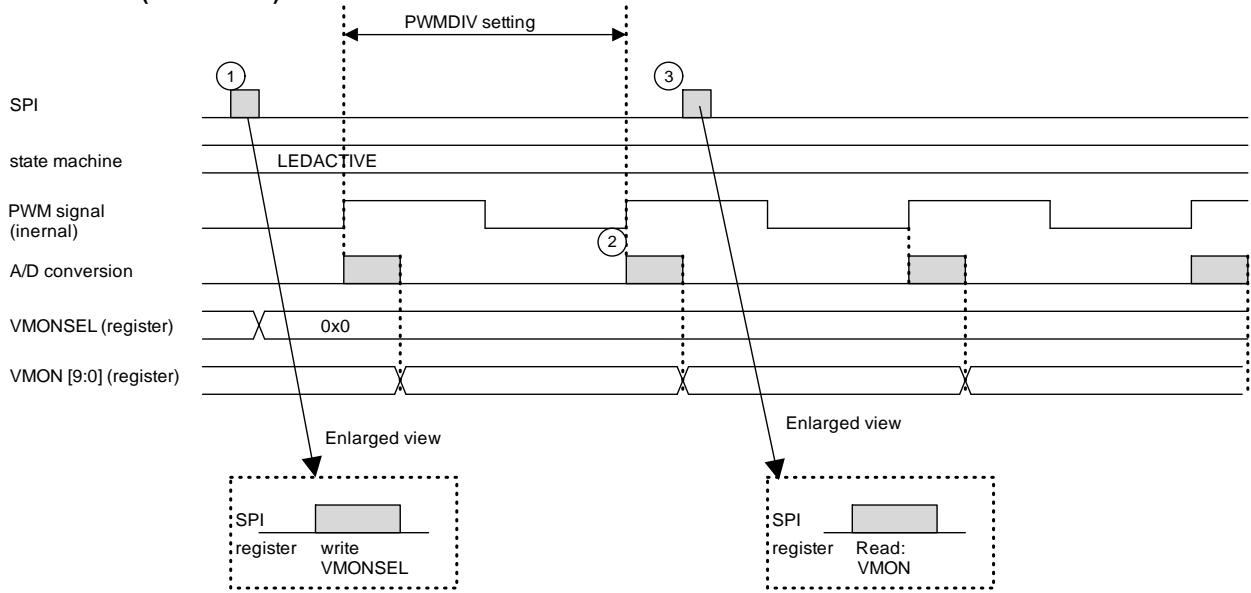 PWMDIV setting
1
3
SPI
state machine
LEDACTIVE
PWM signal
(inernal)
2
A/D conversion
VMONSEL (register)
0x0
VMON [9:0] (register)
Enlarged view
Enlarged view
SPI
register
write
VMONSEL
SPI
register
Read:
VMON